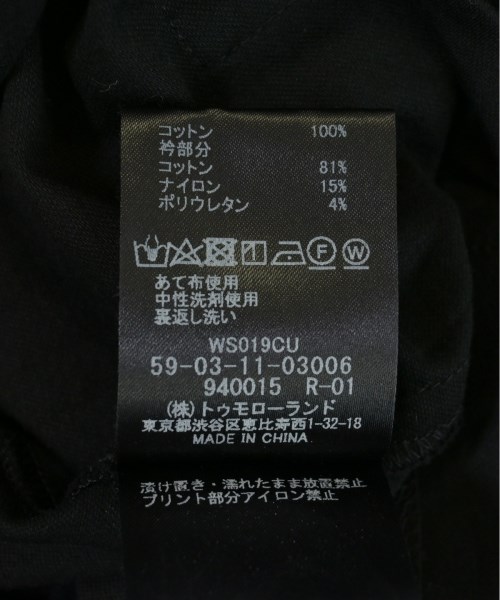 コットン 100%
衿部分
コットン 81%
ナイロン 15%
ポリウレタン 4%
F W
あて布使用
中性洗剤使用
裏返し洗い
WS019CU
59-03-11-03006
940015 R-01
(株)トゥモローランド
東京都渋谷区恵比寿西1-32-18
MADE IN CHINA
漬け置き・濡れたまま放置禁止
プリント部分アイロン禁止